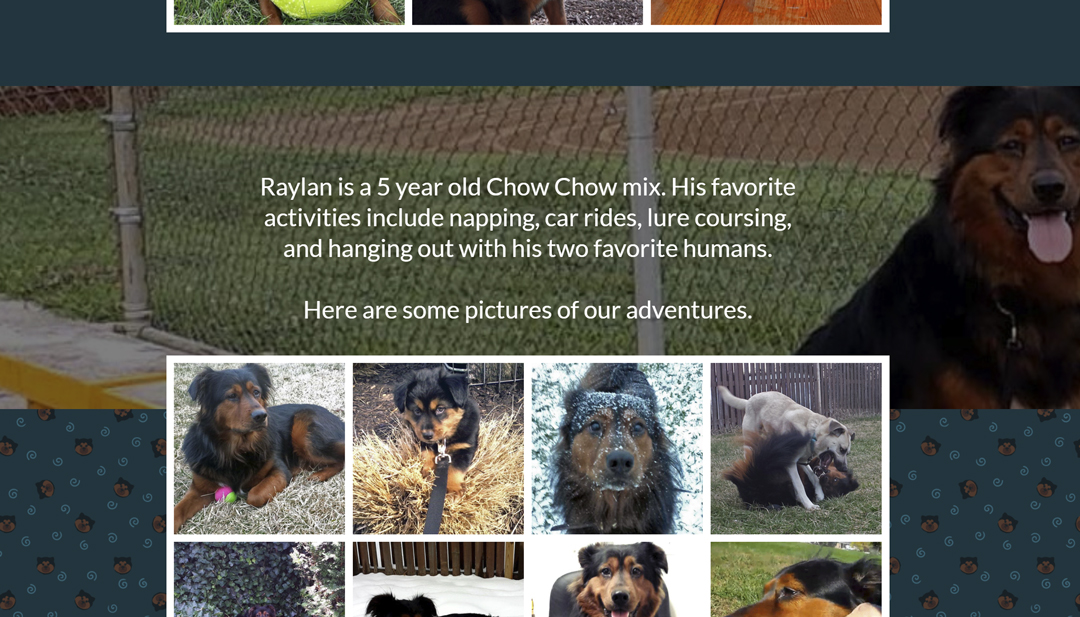 Raylan is a 5 year old Chow Chow mix. His favorite
activities include napping, car rides, lure coursing,
and hanging out with his two favorite humans.
Here are some pictures of our adventures.